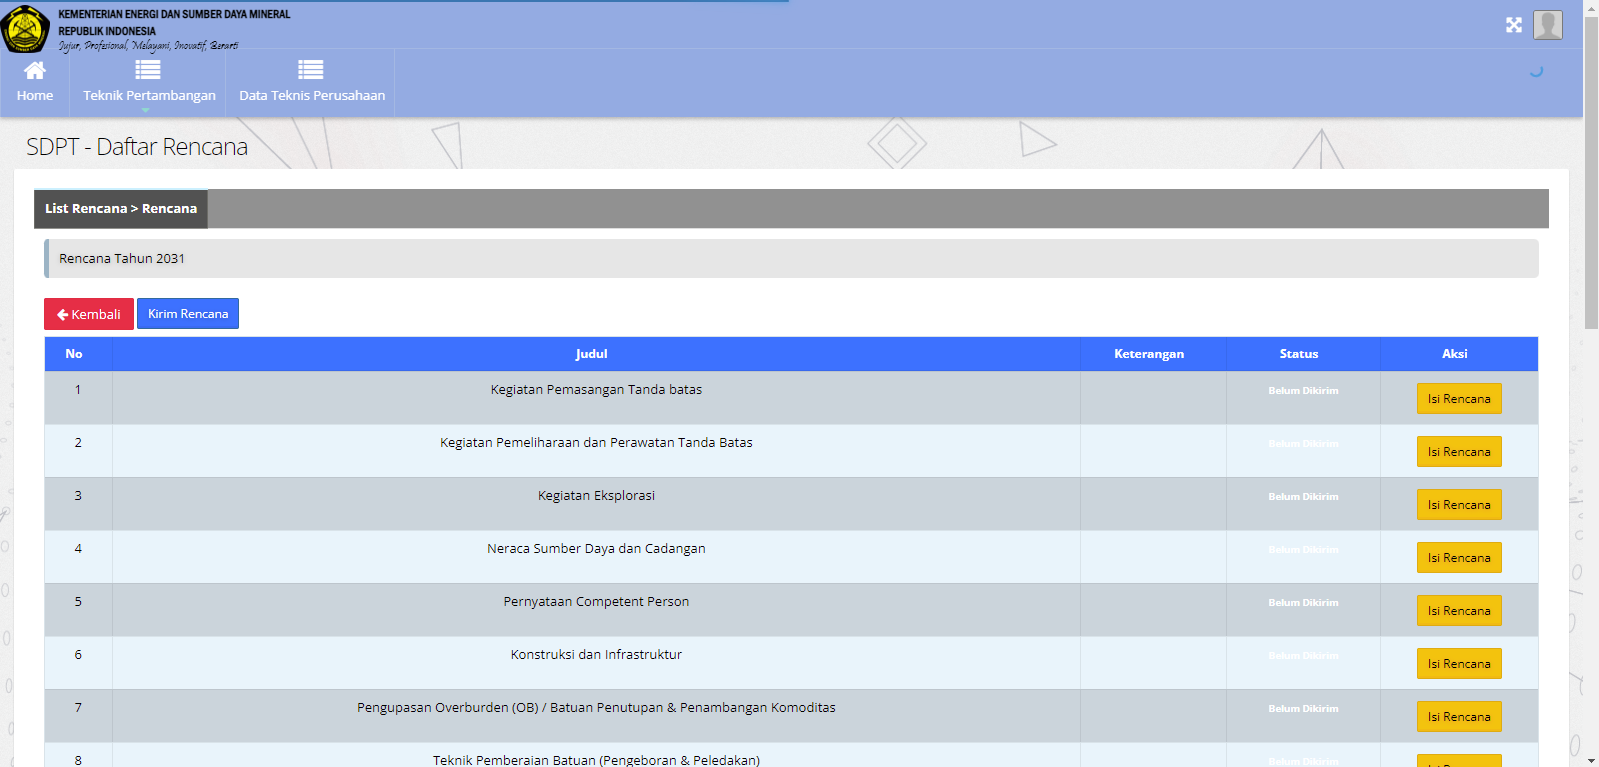 KEMENTERIAN ENERGI DAN SUMBER DAYA MINERAL
REPUBLIK INDONESIA
Jujur, Profesional, Melayani, Inovatif, Berarti
Home
Teknik Pertambangan
Data Teknis Perusahaan
SDPT - Daftar Rencana
List Rencana > Rencana
Rencana Tahun 2031
Kembali
Kirim Rencana
No Judul Keterangan Status Aksi
1 Kegiatan Pemasangan Tanda batas Belum Dikirim Isi Rencana
2 Kegiatan Pemeliharaan dan Perawatan Tanda Batas Belum Dikirim Isi Rencana
3 Kegiatan Eksplorasi Belum Dikirim Isi Rencana
4 Neraca Sumber Daya dan Cadangan Belum Dikirim Isi Rencana
5 Pernyataan Competent Person Belum Dikirim Isi Rencana
6 Konstruksi dan Infrastruktur Belum Dikirim Isi Rencana
7 Pengupasan Overburden (OB) / Batuan Penutupan & Penambangan Komoditas Belum Dikirim Isi Rencana
8 Teknik Pemberaian Batuan (Pengeboran & Peledakan) Belum Dikirim